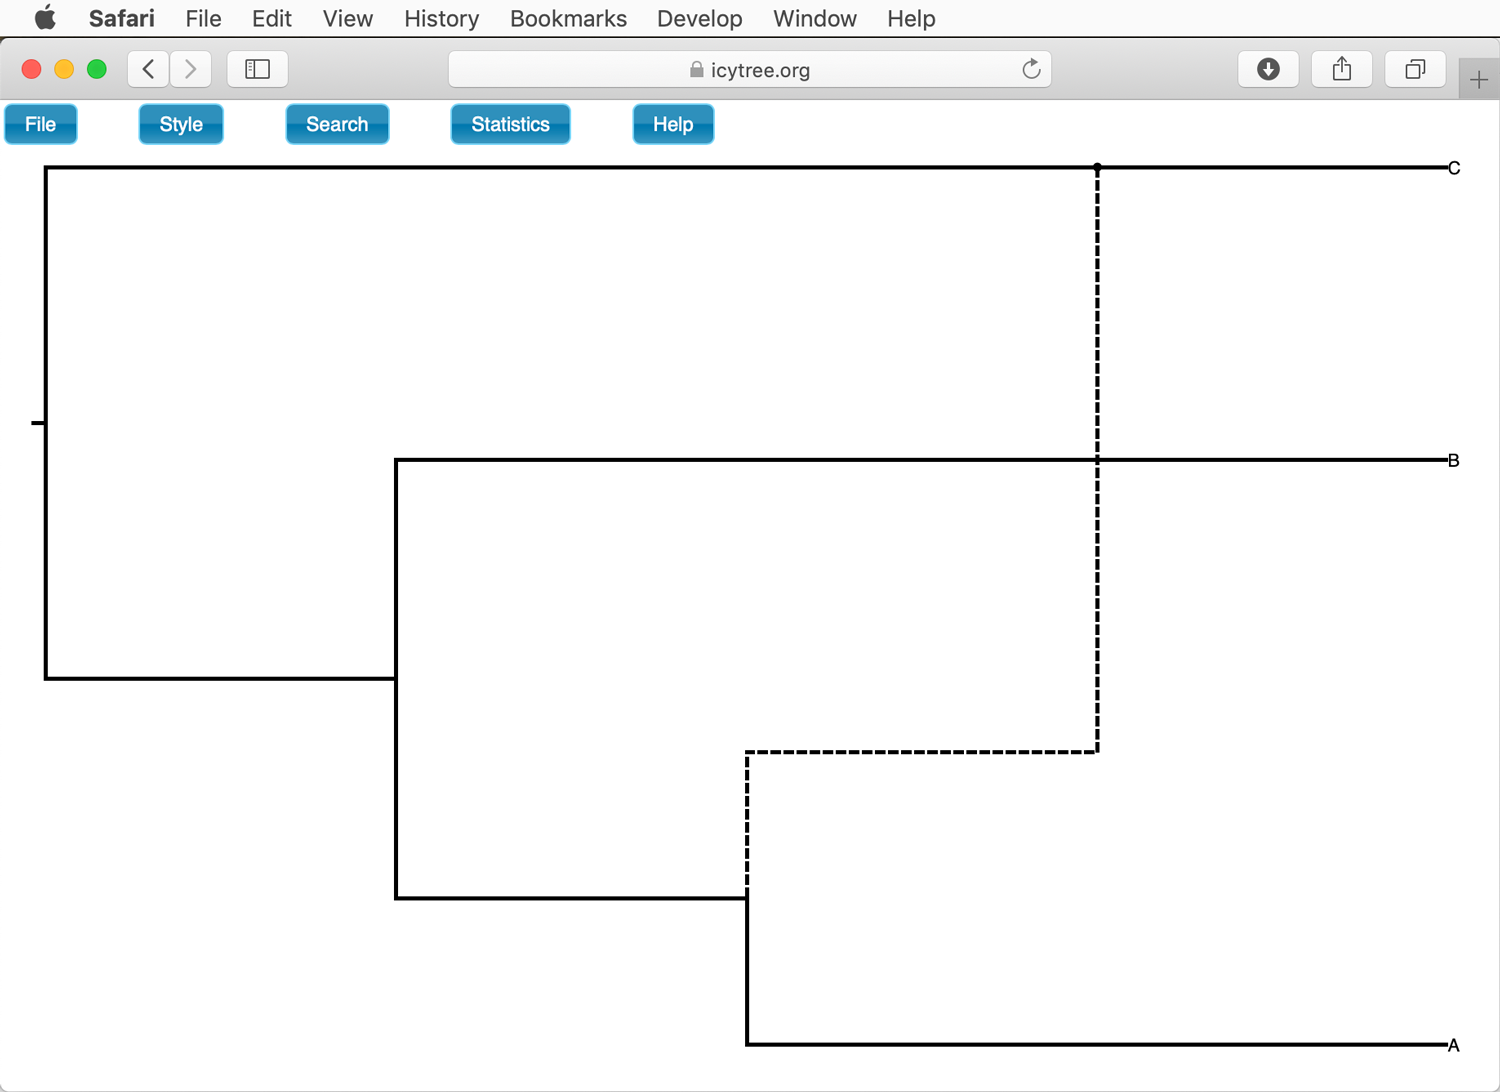 Safari File Edit View History Bookmarks Develop Window Help
icytree.org
File Style Search Statistics Help
C
B
A